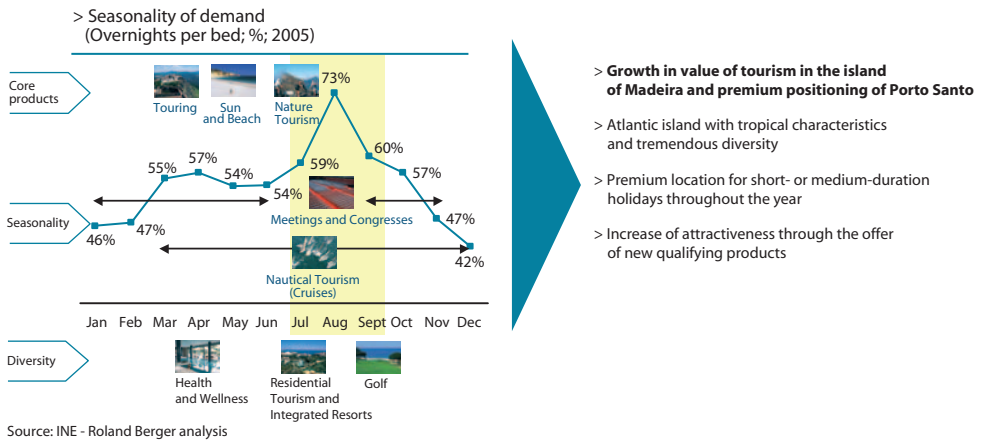 > Seasonality of demand
(Overnights per bed; %; 2005)
Core
products
Touring
Sun
and Beach
Nature
Tourism
73%
55%
57%
54%
54%
59%
60%
57%
Seasonality
46%
47%
Meetings and Congresses
47%
42%
Nautical Tourism
(Cruises)
Jan Feb Mar Apr May Jun Jul Aug Sept Oct Nov Dec
Diversity
Health
and Wellness
Residential
Tourism and
Integrated Resorts
Golf
> Growth in value of tourism in the island
of Madeira and premium positioning of Porto Santo
> Atlantic island with tropical characteristics
and tremendous diversity
> Premium location for short- or medium-duration
holidays throughout the year
> Increase of attractiveness through the offer
of new qualifying products
Source: INE - Roland Berger analysis